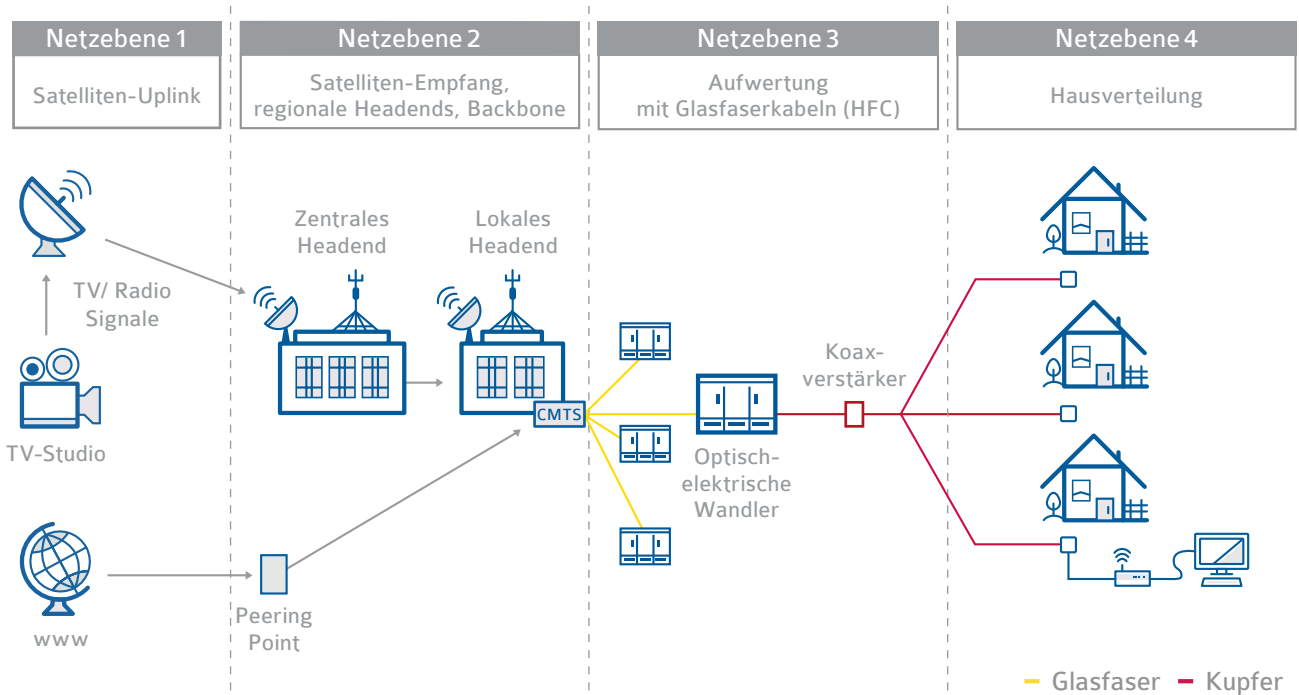 Netzebene 1
Satelliten-Uplink
Netzebene 2
Satelliten-Empfang,
regionale Headends, Backbone
Netzebene 3
Aufwertung
mit Glasfaserkabeln (HFC)
Netzebene 4
Hausverteilung
TV/ Radio
Signale
TV-Studio
www
Zentrales
Headend
Lokales
Headend
CMTS
Peering
Point
Optisch-
elektrische
Wandler
Koax-
verstärker
Glasfaser
Kupfer